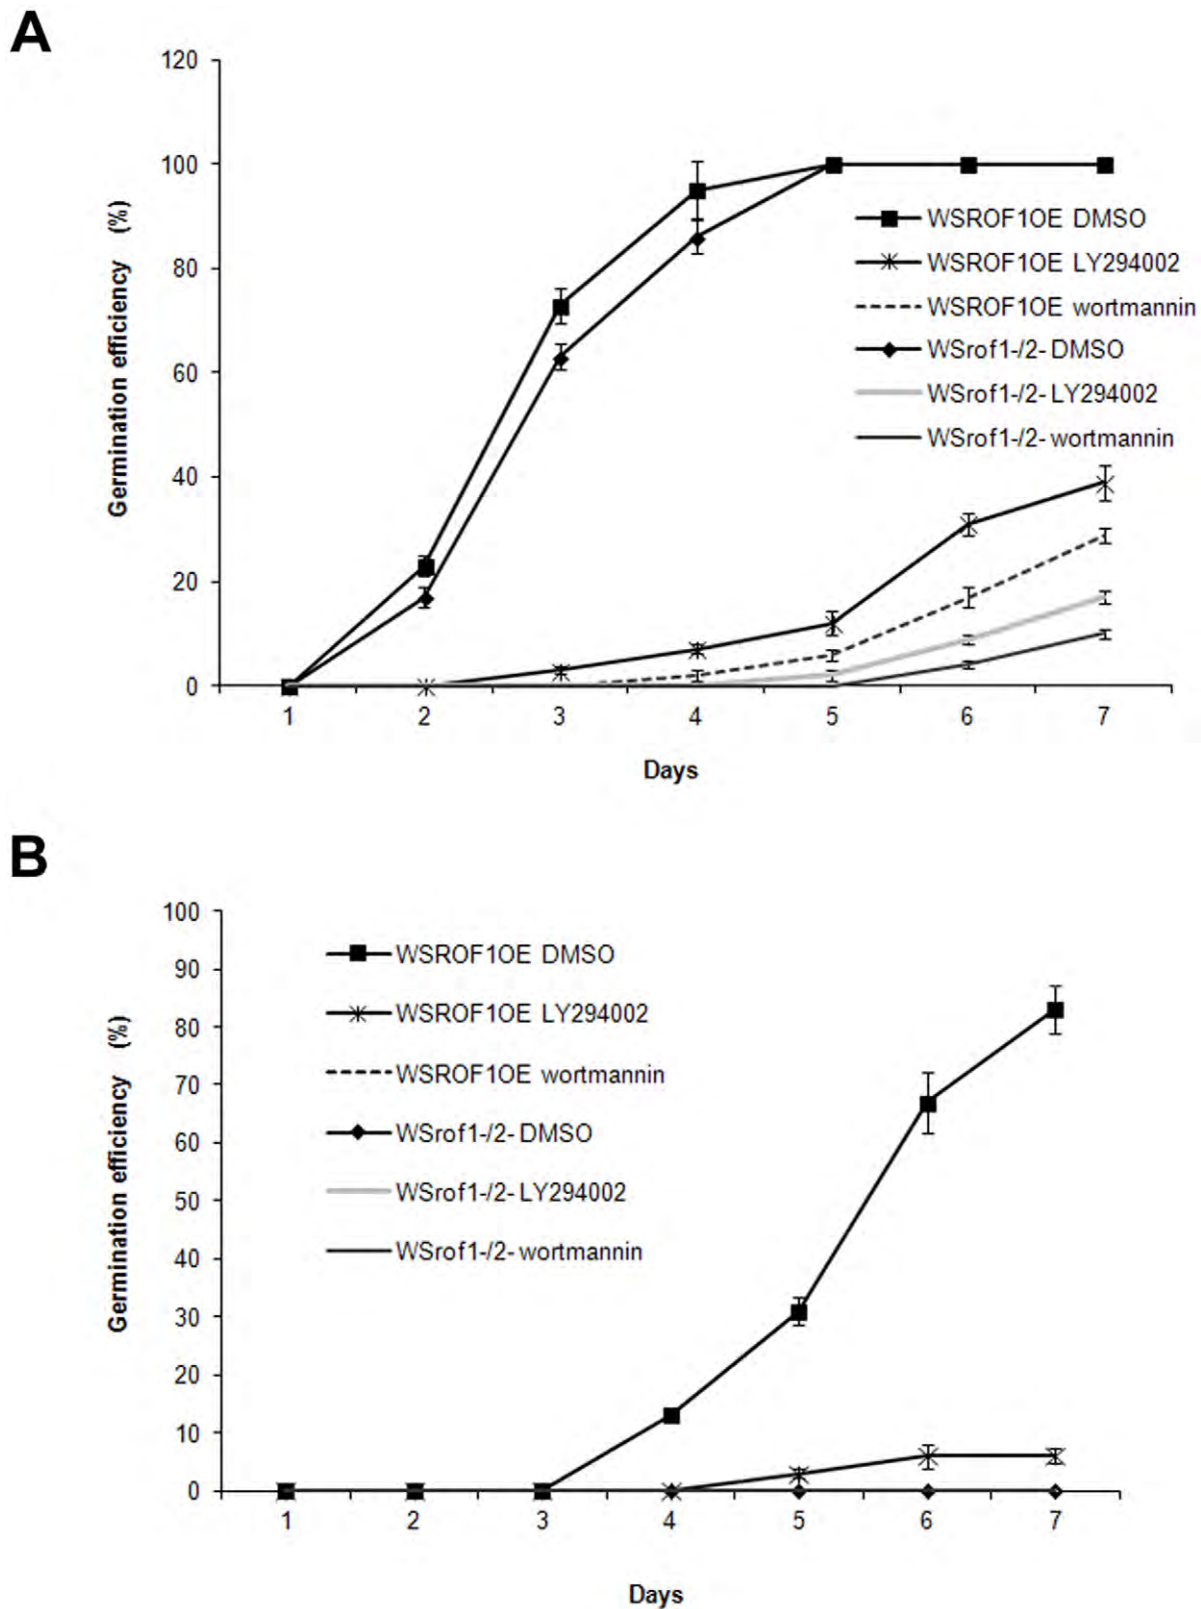 A
120
100
80
60
40
20
0
Germination efficiency (%)
WSROF1OE DMSO
WSROF1OE LY294002
WSROF1OE wortmannin
WSrof1-/2- DMSO
WSrof1-/2- LY294002
WSrof1-/2- wortmannin
1 2 3 4 5 6 7
Days
B
100
90
80
70
60
50
40
30
20
10
0
Germination efficiency (%)
WSROF1OE DMSO
WSROF1OE LY294002
WSROF1OE wortmannin
WSrof1-/2- DMSO
WSrof1-/2- LY294002
WSrof1-/2- wortmannin
1 2 3 4 5 6 7
Days